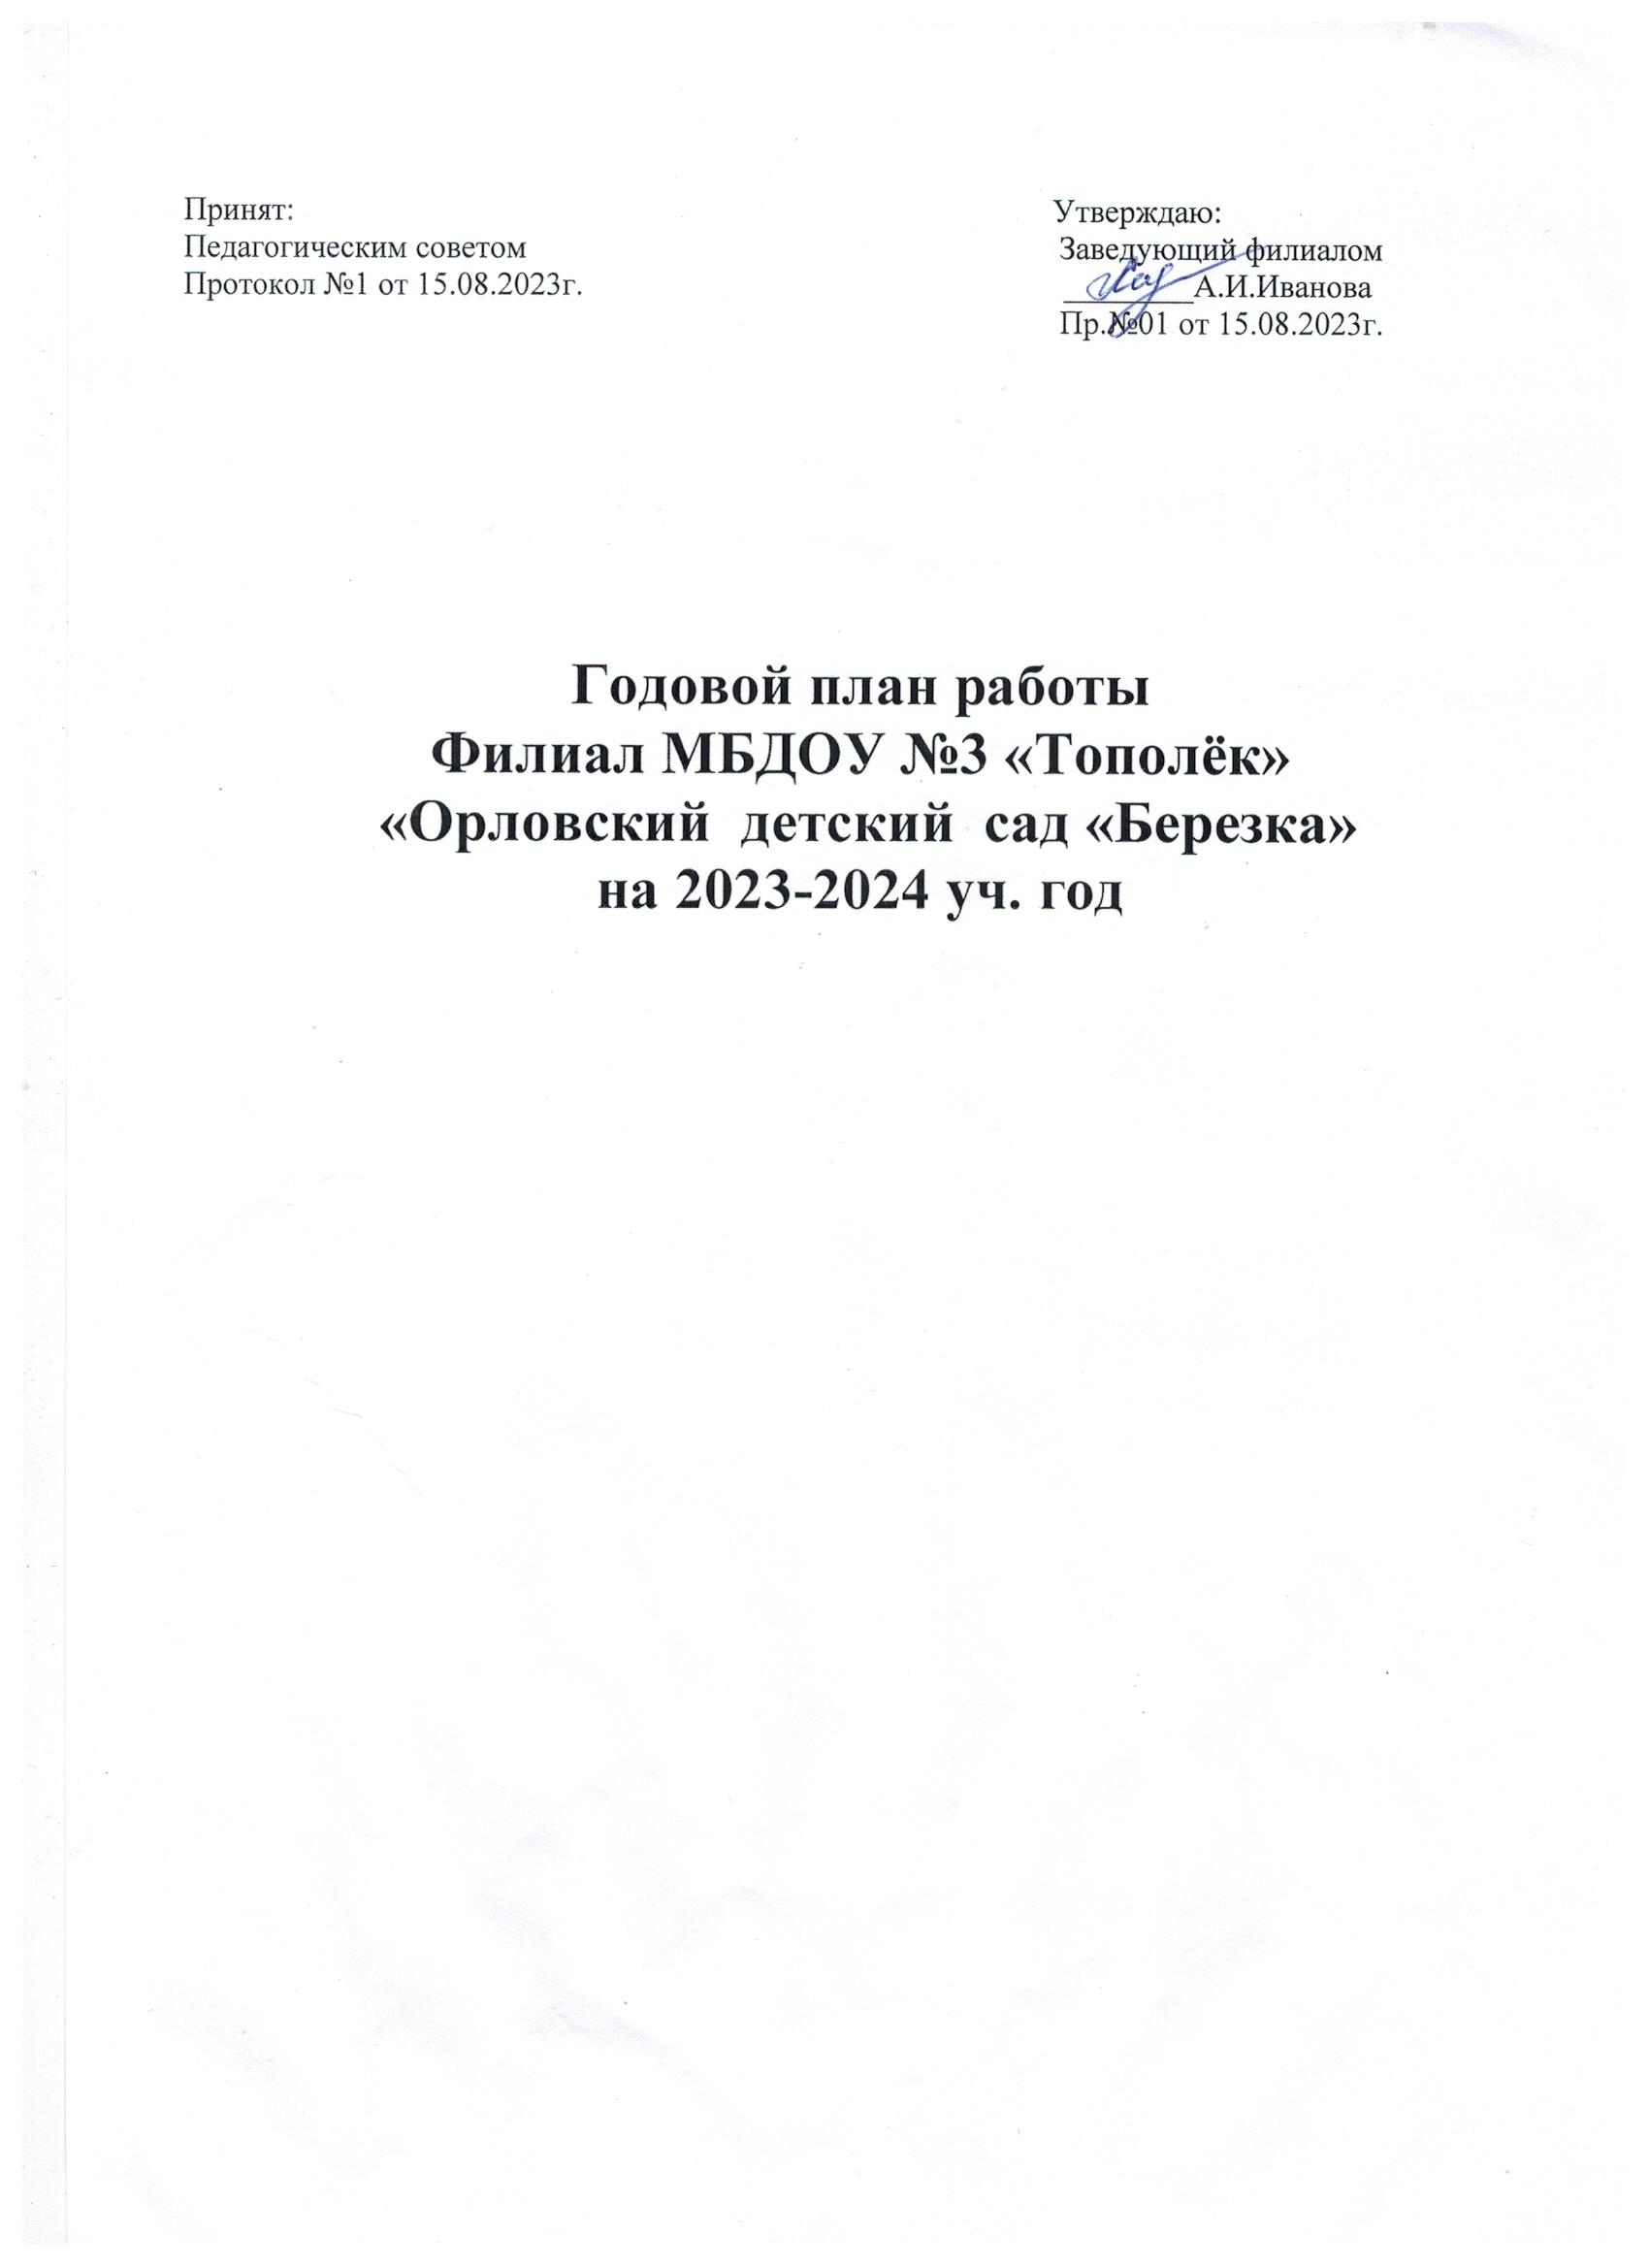 Принят:
Педагогическим советом
Протокол №1 от 15.08.2023г.
Утверждаю:
Заведующий филиалом
________А.И.Иванова
Пр.№01 от 15.08.2023г.
Годовой план работы
Филиал МБДОУ №3 «Тополёк»
«Орловский детский сад «Березка»
на 2023-2024 уч. год